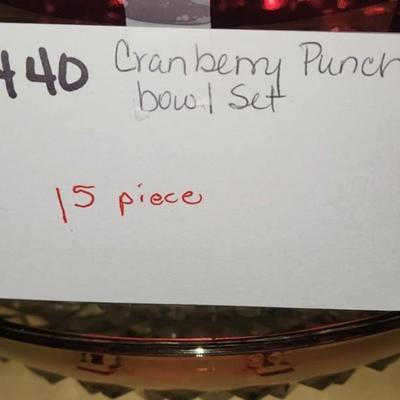 440 Cranberry Punch
bowl Set
15 piece